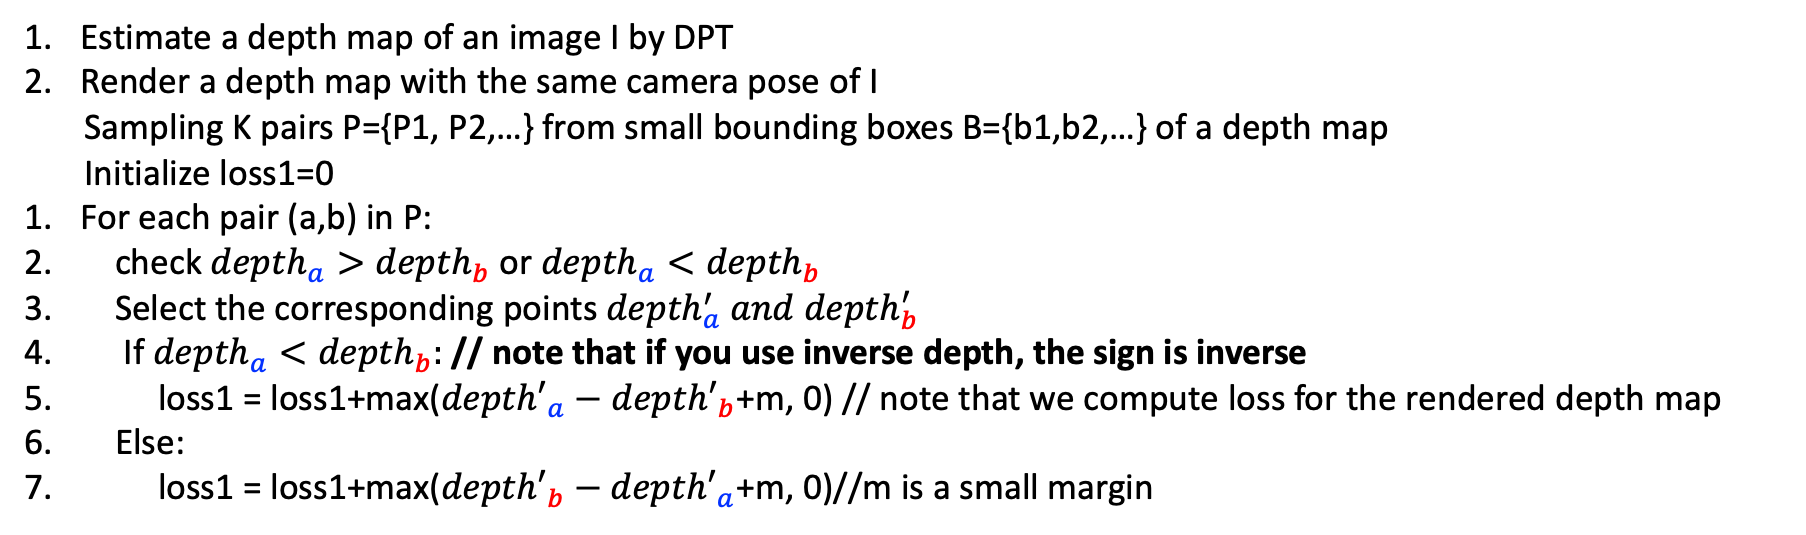 1. Estimate a depth map of an image I by DPT
2. Render a depth map with the same camera pose of I
Sampling K pairs P={P1, P2,...} from small bounding boxes B={b1,b2,...} of a depth map
Initialize loss1=0
1. For each pair (a,b) in P:
2. check depth_a > depth_b or depth_a < depth_b
3. Select the corresponding points depth'_a and depth'_b
4. If depth_a < depth_b: // note that if you use inverse depth, the sign is inverse
5. loss1 = loss1+max(depth'_a − depth'_b+m, 0) // note that we compute loss for the rendered depth map
6. Else:
7. loss1 = loss1+max(depth'_b − depth'_a+m, 0)//m is a small margin